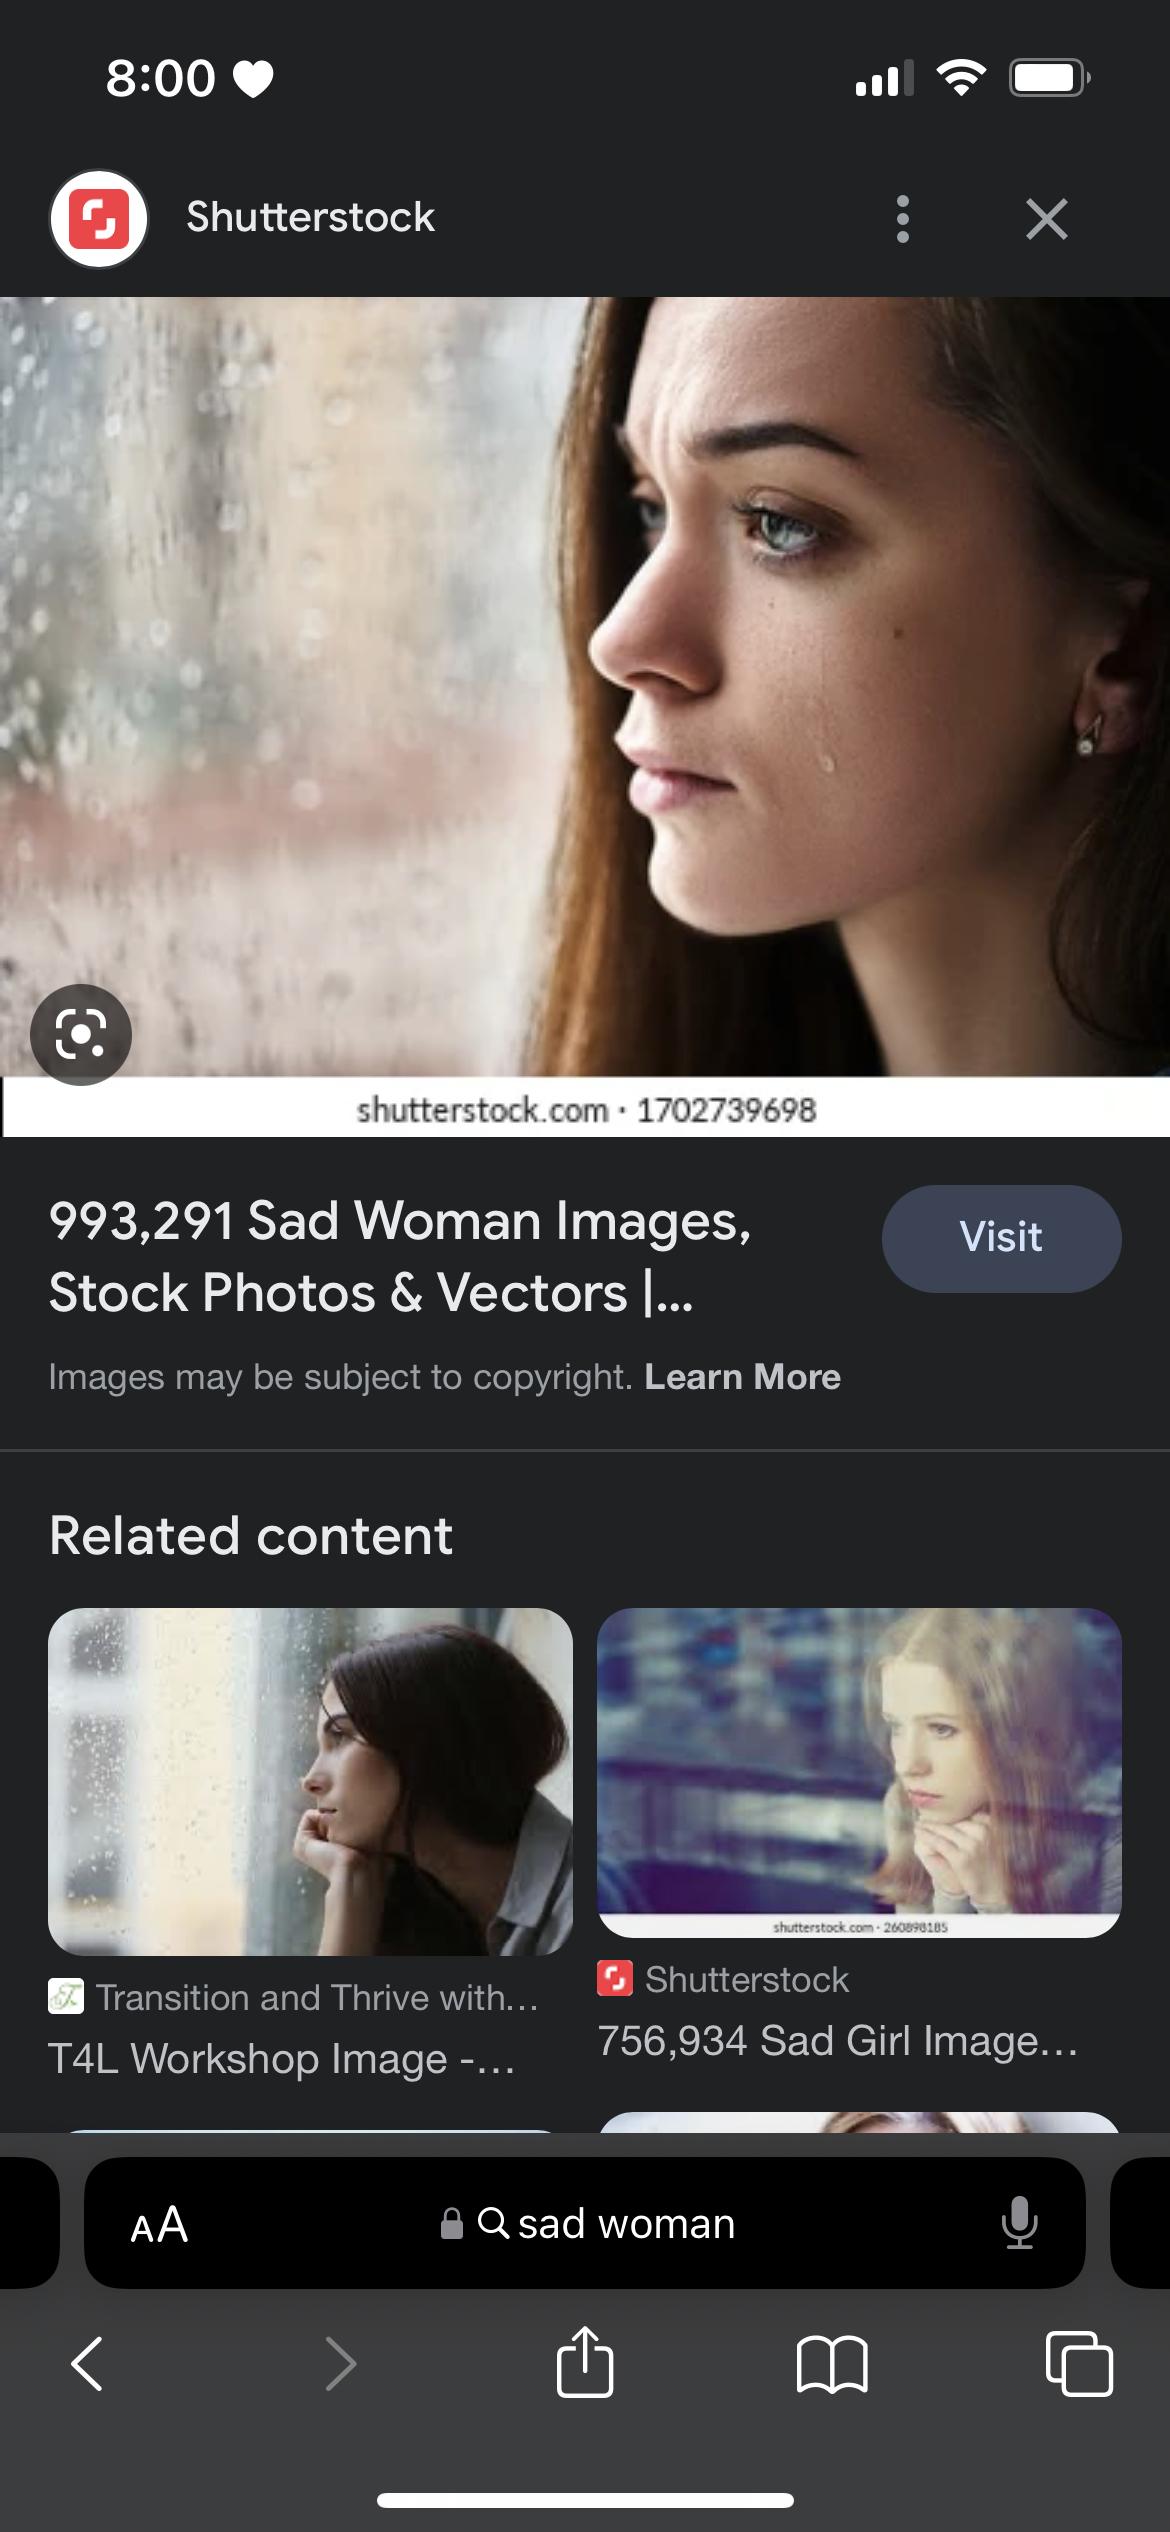 8:00
Shutterstock
shutterstock.com · 1702739698
993,291 Sad Woman Images,
Stock Photos & Vectors |...
Visit
Images may be subject to copyright. Learn More
Related content
shutterstock.com · 260898185
Transition and Thrive with...
T4L Workshop Image -...
Shutterstock
756,934 Sad Girl Image...
AA
sad woman